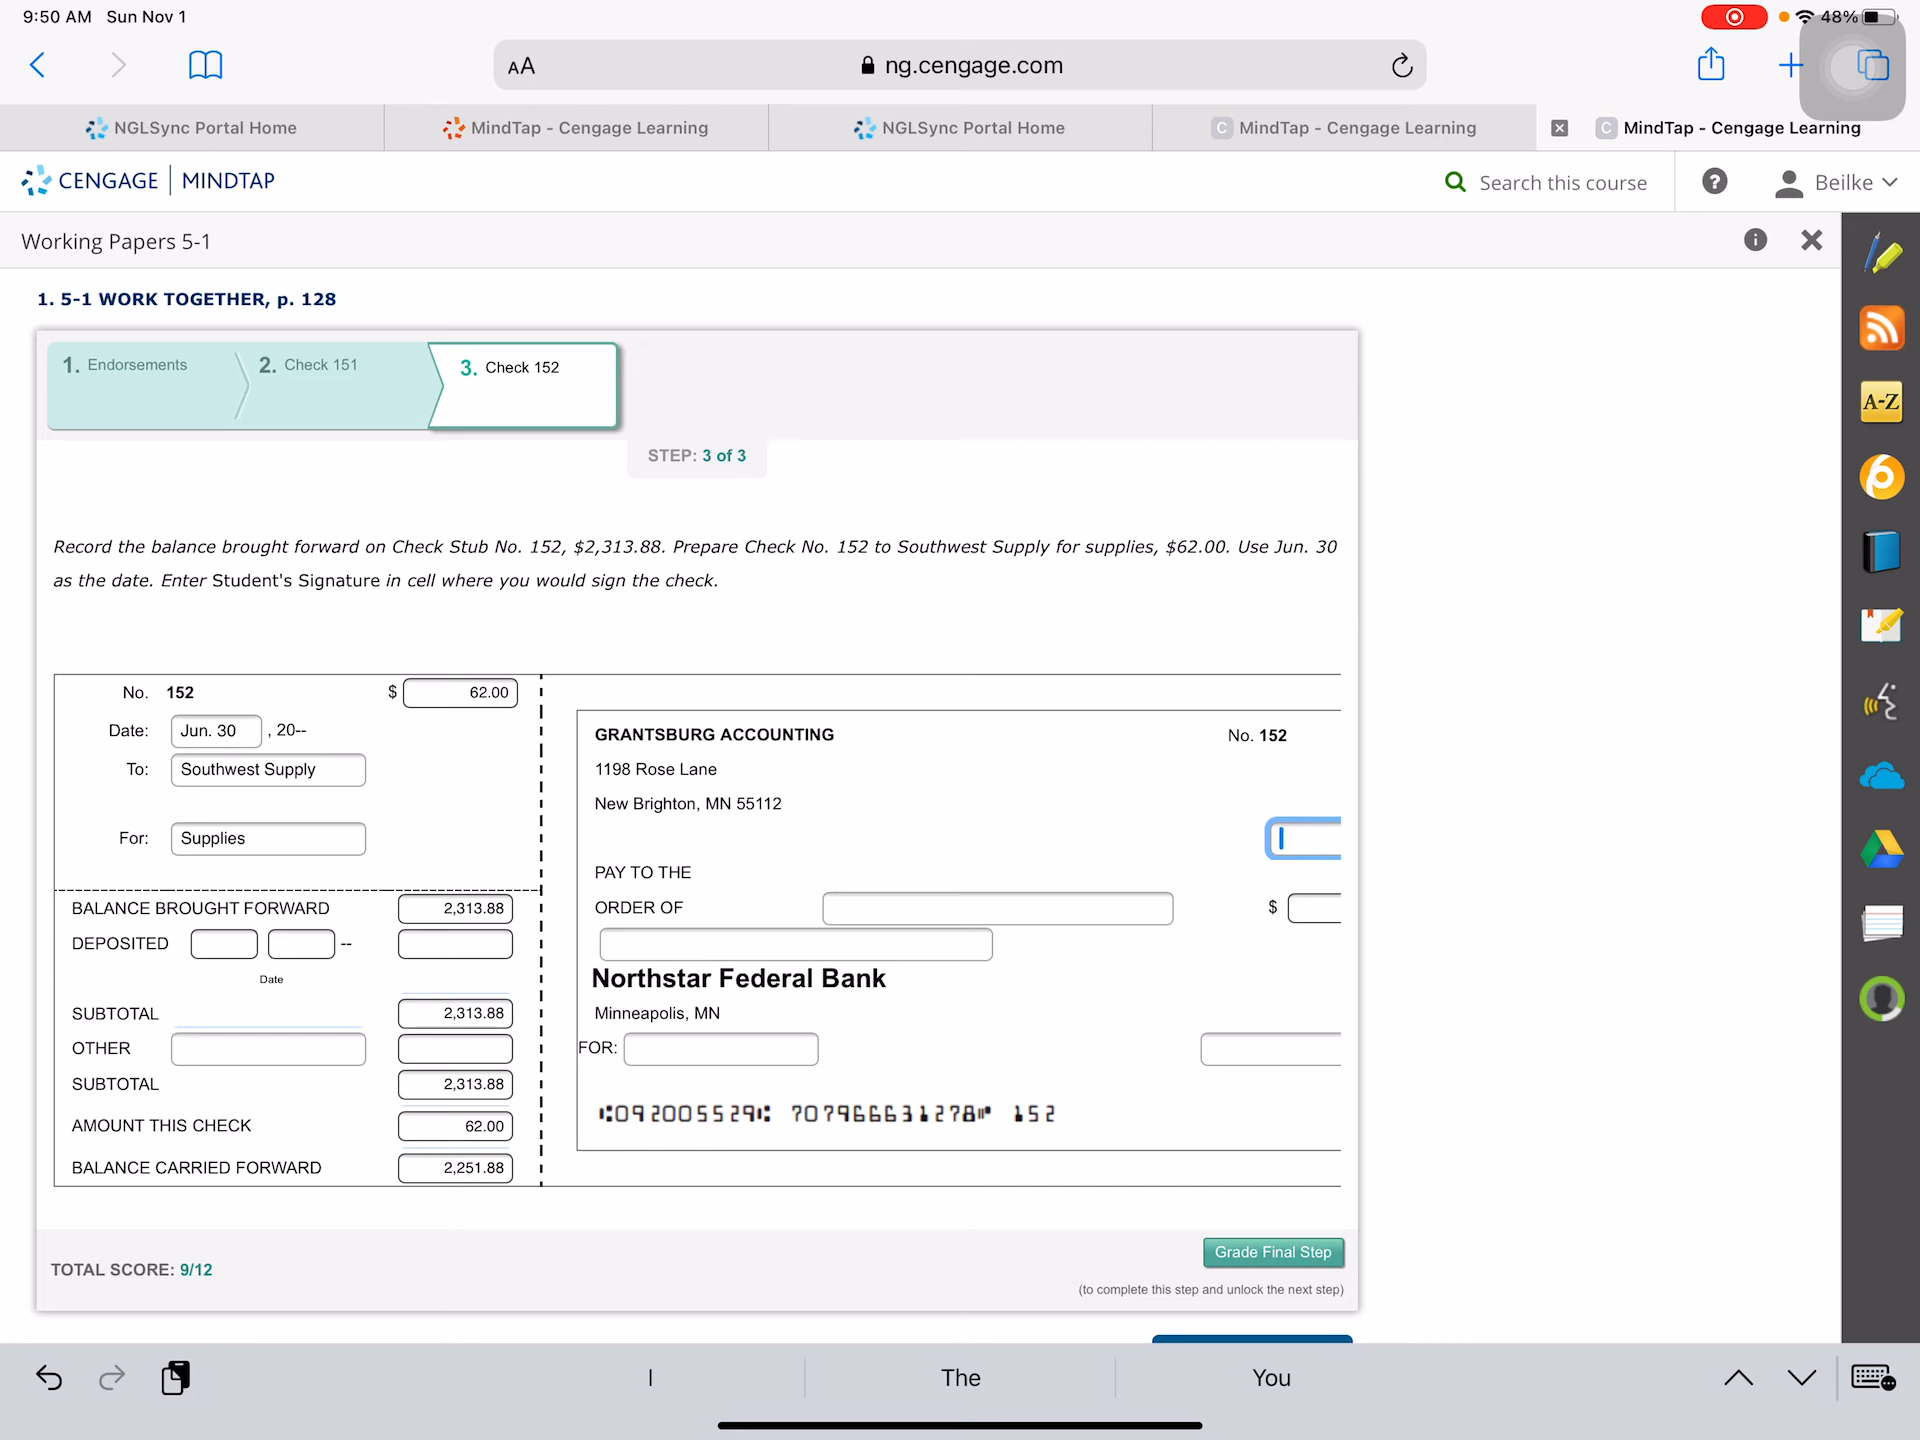 9:50 AM Sun Nov 1
48%
AA
ng.cengage.com
NGLSync Portal Home
MindTap - Cengage Learning
NGLSync Portal Home
MindTap - Cengage Learning
MindTap - Cengage Learning
CENGAGE MINDTAP
Search this course
Beilke
Working Papers 5-1
1. 5-1 WORK TOGETHER, p. 128
1. Endorsements
2. Check 151
3. Check 152
STEP: 3 of 3
Record the balance brought forward on Check Stub No. 152, $2,313.88. Prepare Check No. 152 to Southwest Supply for supplies, $62.00. Use Jun. 30
as the date. Enter Student's Signature in cell where you would sign the check.
No. 152 $ 62.00
Date: Jun. 30 , 20--
To: Southwest Supply
For: Supplies
BALANCE BROUGHT FORWARD 2,313.88
DEPOSITED --
Date
SUBTOTAL 2,313.88
OTHER
SUBTOTAL 2,313.88
AMOUNT THIS CHECK 62.00
BALANCE CARRIED FORWARD 2,251.88
GRANTSBURG ACCOUNTING No. 152
1198 Rose Lane
New Brighton, MN 55112
PAY TO THE
ORDER OF $
Northstar Federal Bank
Minneapolis, MN
FOR:
⑆092005529⑆ 707966631278⑈ 152
TOTAL SCORE: 9/12
Grade Final Step
(to complete this step and unlock the next step)
A-Z
I
The
You